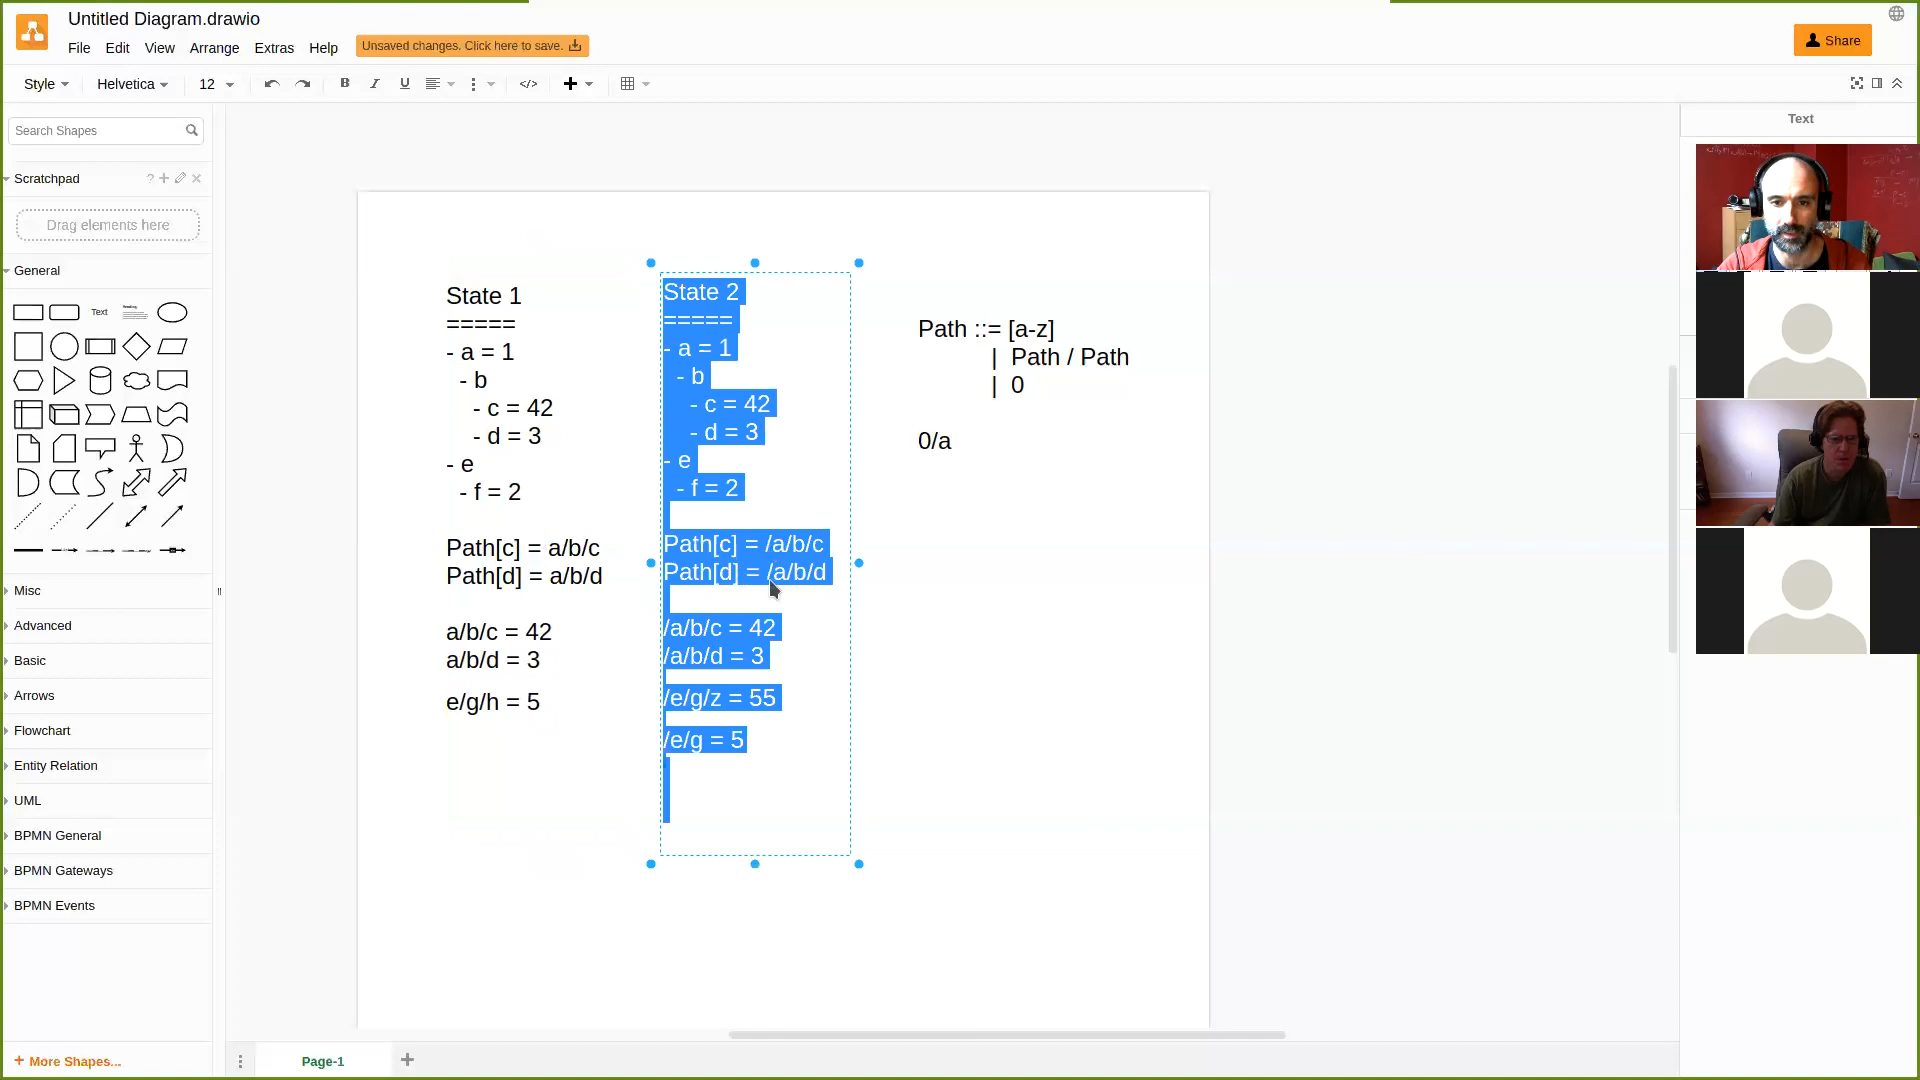 Untitled Diagram.drawio
File Edit View Arrange Extras Help Unsaved changes. Click here to save.
Share
Style Helvetica 12 B I U </>
Search Shapes
Text
Scratchpad ?
Drag elements here
General
Text
Misc
Advanced
Basic
Arrows
Flowchart
Entity Relation
UML
BPMN General
BPMN Gateways
BPMN Events
+ More Shapes...
State 1
=====
- a = 1
- b
- c = 42
- d = 3
- e
- f = 2
Path[c] = a/b/c
Path[d] = a/b/d
a/b/c = 42
a/b/d = 3
e/g/h = 5
State 2
=====
- a = 1
- b
- c = 42
- d = 3
- e
- f = 2
Path[c] = /a/b/c
Path[d] = /a/b/d
/a/b/c = 42
/a/b/d = 3
/e/g/z = 55
/e/g = 5
Path ::= [a-z]
| Path / Path
| 0
0/a
Page-1